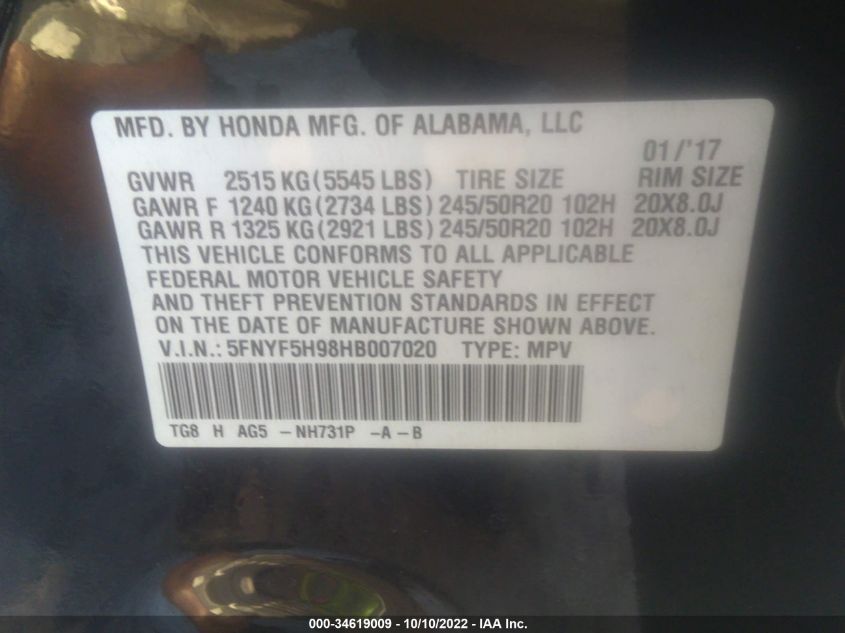 MFD. BY HONDA MFG. OF ALABAMA, LLC
01/'17
GVWR 2515 KG (5545 LBS) TIRE SIZE RIM SIZE
GAWR F 1240 KG (2734 LBS) 245/50R20 102H 20X8.0J
GAWR R 1325 KG (2921 LBS) 245/50R20 102H 20X8.0J
THIS VEHICLE CONFORMS TO ALL APPLICABLE
FEDERAL MOTOR VEHICLE SAFETY
AND THEFT PREVENTION STANDARDS IN EFFECT
ON THE DATE OF MANUFACTURE SHOWN ABOVE.
V.I.N.: 5FNYF5H98HB007020 TYPE: MPV
TG8 H AG5 -NH731P -A -B
000-34619009 - 10/10/2022 - IAA Inc.